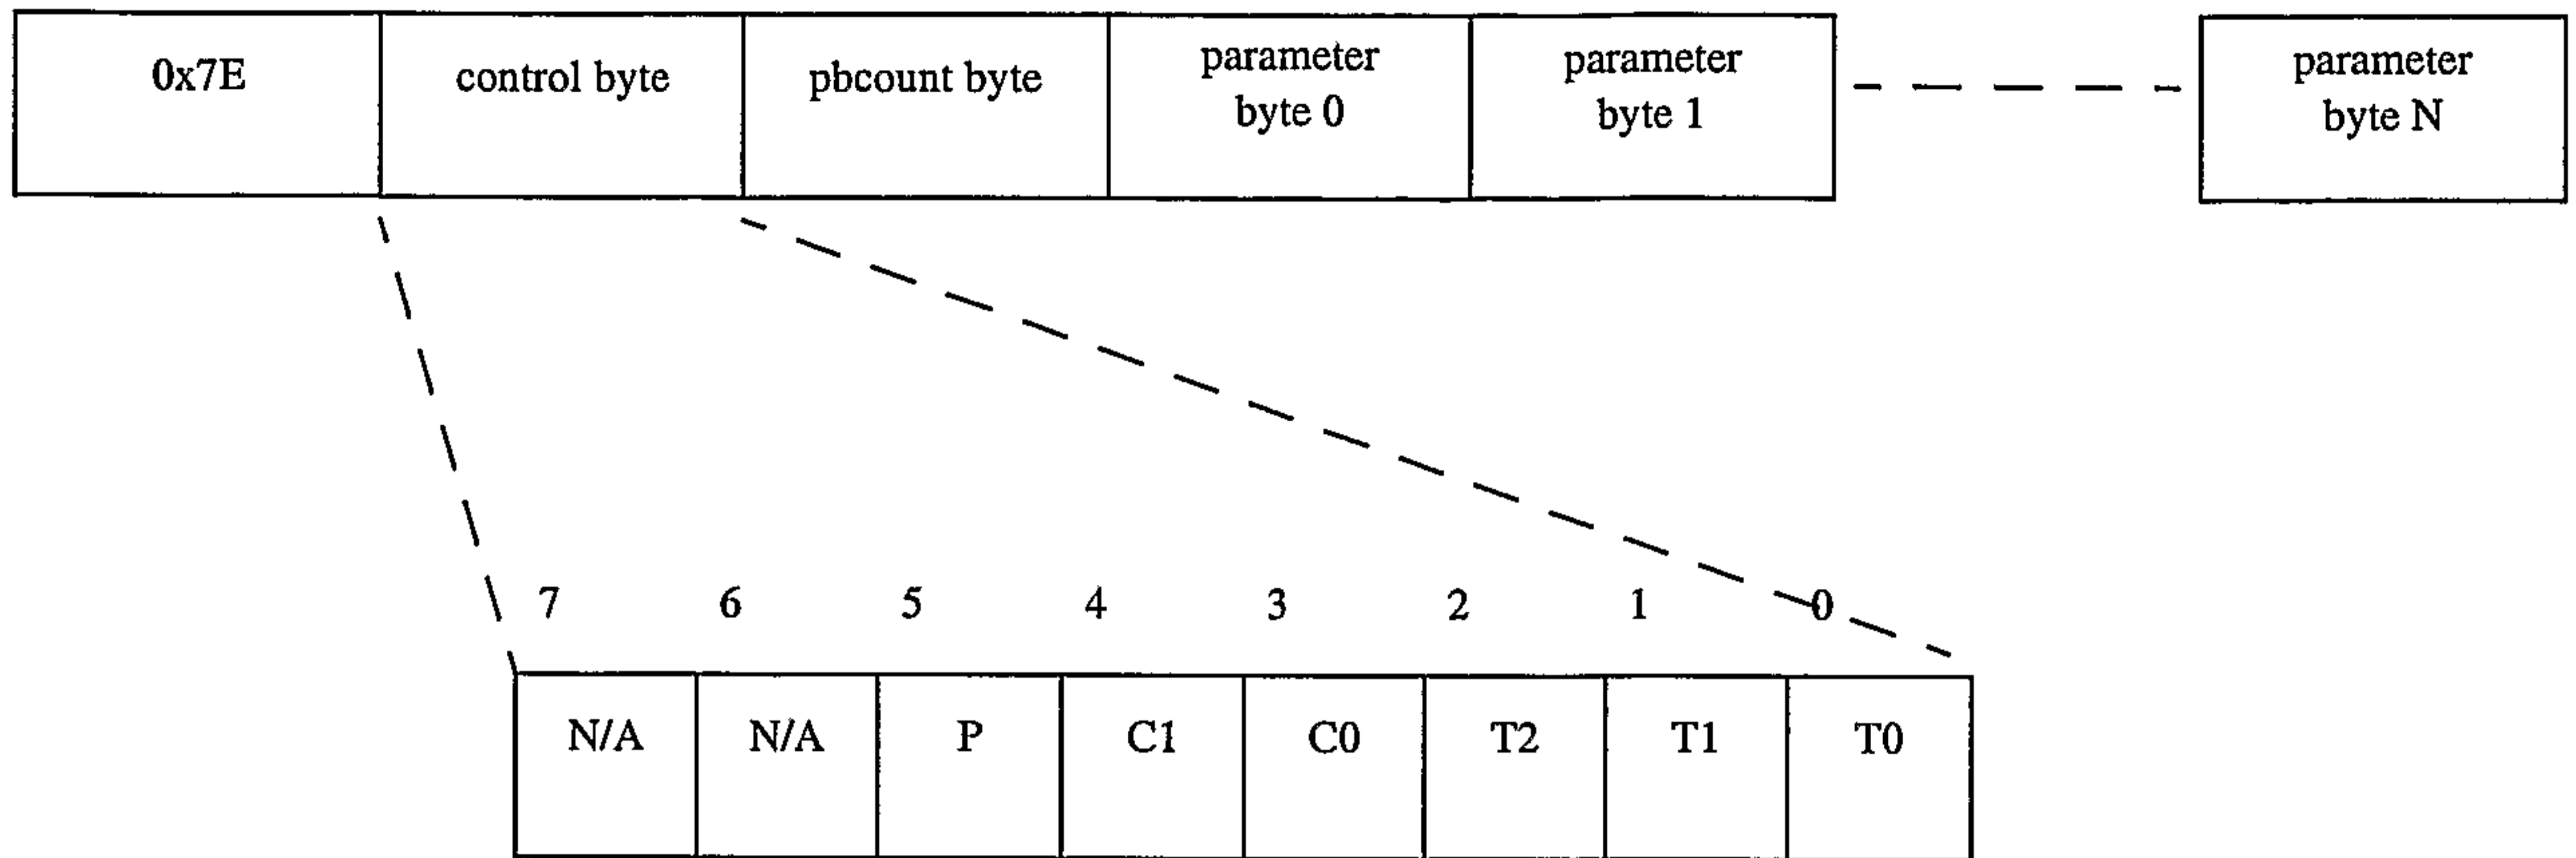 0x7E
control byte
pbcount byte
parameter
byte 0
parameter
byte 1
parameter
byte N
7 6 5 4 3 2 1 0
N/A N/A P C1 C0 T2 T1 T0